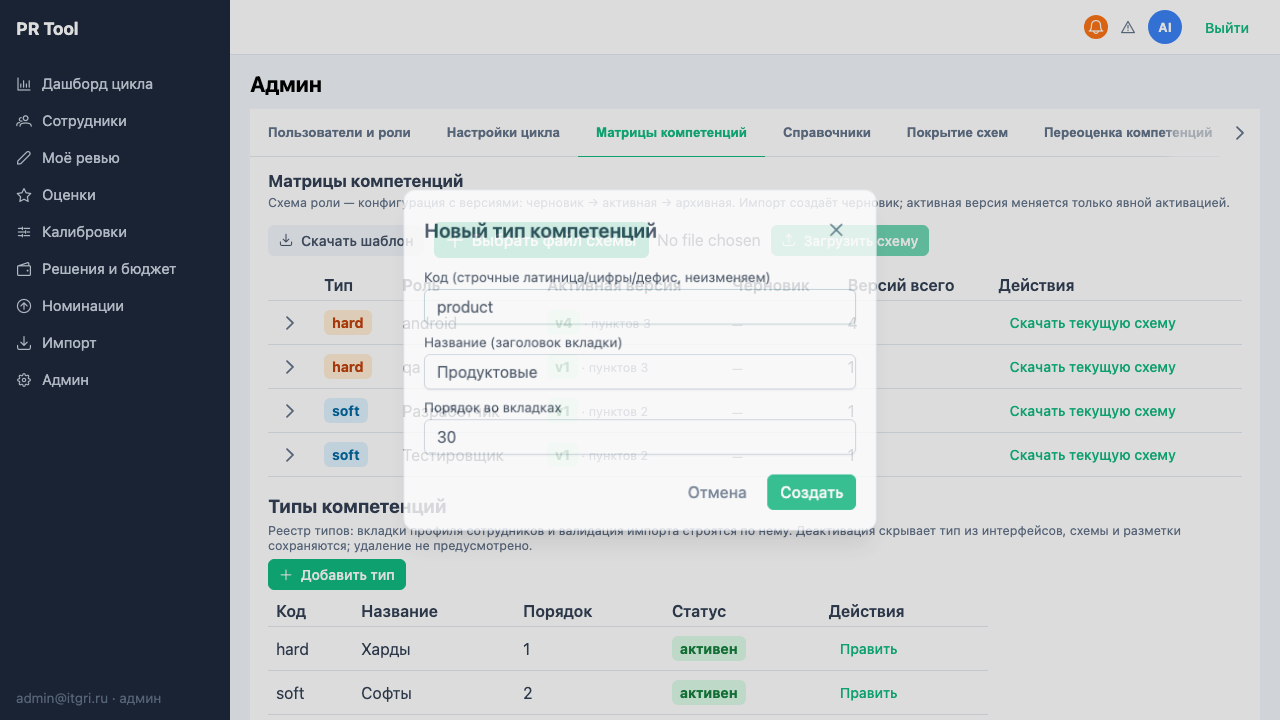 PR Tool
AI
Выйти
Дашборд цикла
Сотрудники
Моё ревью
Оценки
Калибровки
Решения и бюджет
Номинации
Импорт
Админ
admin@itgri.ru · админ
Админ
Пользователи и роли
Настройки цикла
Матрицы компетенций
Справочники
Покрытие схем
Переоценка компетенций
Матрицы компетенций
Схема роли — конфигурация с версиями: черновик → активная → архивная. Импорт создаёт черновик; активная версия меняется только явной активацией.
Скачать шаблон
Выбрать файл схемы
No file chosen
Загрузить схему
Тип Роль Активная версия Черновик Версий всего Действия
hard android v4 · пунктов 3 — 4 Скачать текущую схему
hard qa v1 · пунктов 3 — 1 Скачать текущую схему
soft Разработчик v1 · пунктов 2 — 1 Скачать текущую схему
soft Тестировщик v1 · пунктов 2 — 1 Скачать текущую схему
Новый тип компетенций
Код (строчные латиница/цифры/дефис, неизменяем)
product
Название (заголовок вкладки)
Продуктовые
Порядок во вкладках
30
Отмена
Создать
Типы компетенций
Реестр типов: вкладки профиля сотрудников и валидация импорта строятся по нему. Деактивация скрывает тип из интерфейсов, схемы и разметки
сохраняются; удаление не предусмотрено.
Добавить тип
Код Название Порядок Статус Действия
hard Харды 1 активен Править
soft Софты 2 активен Править